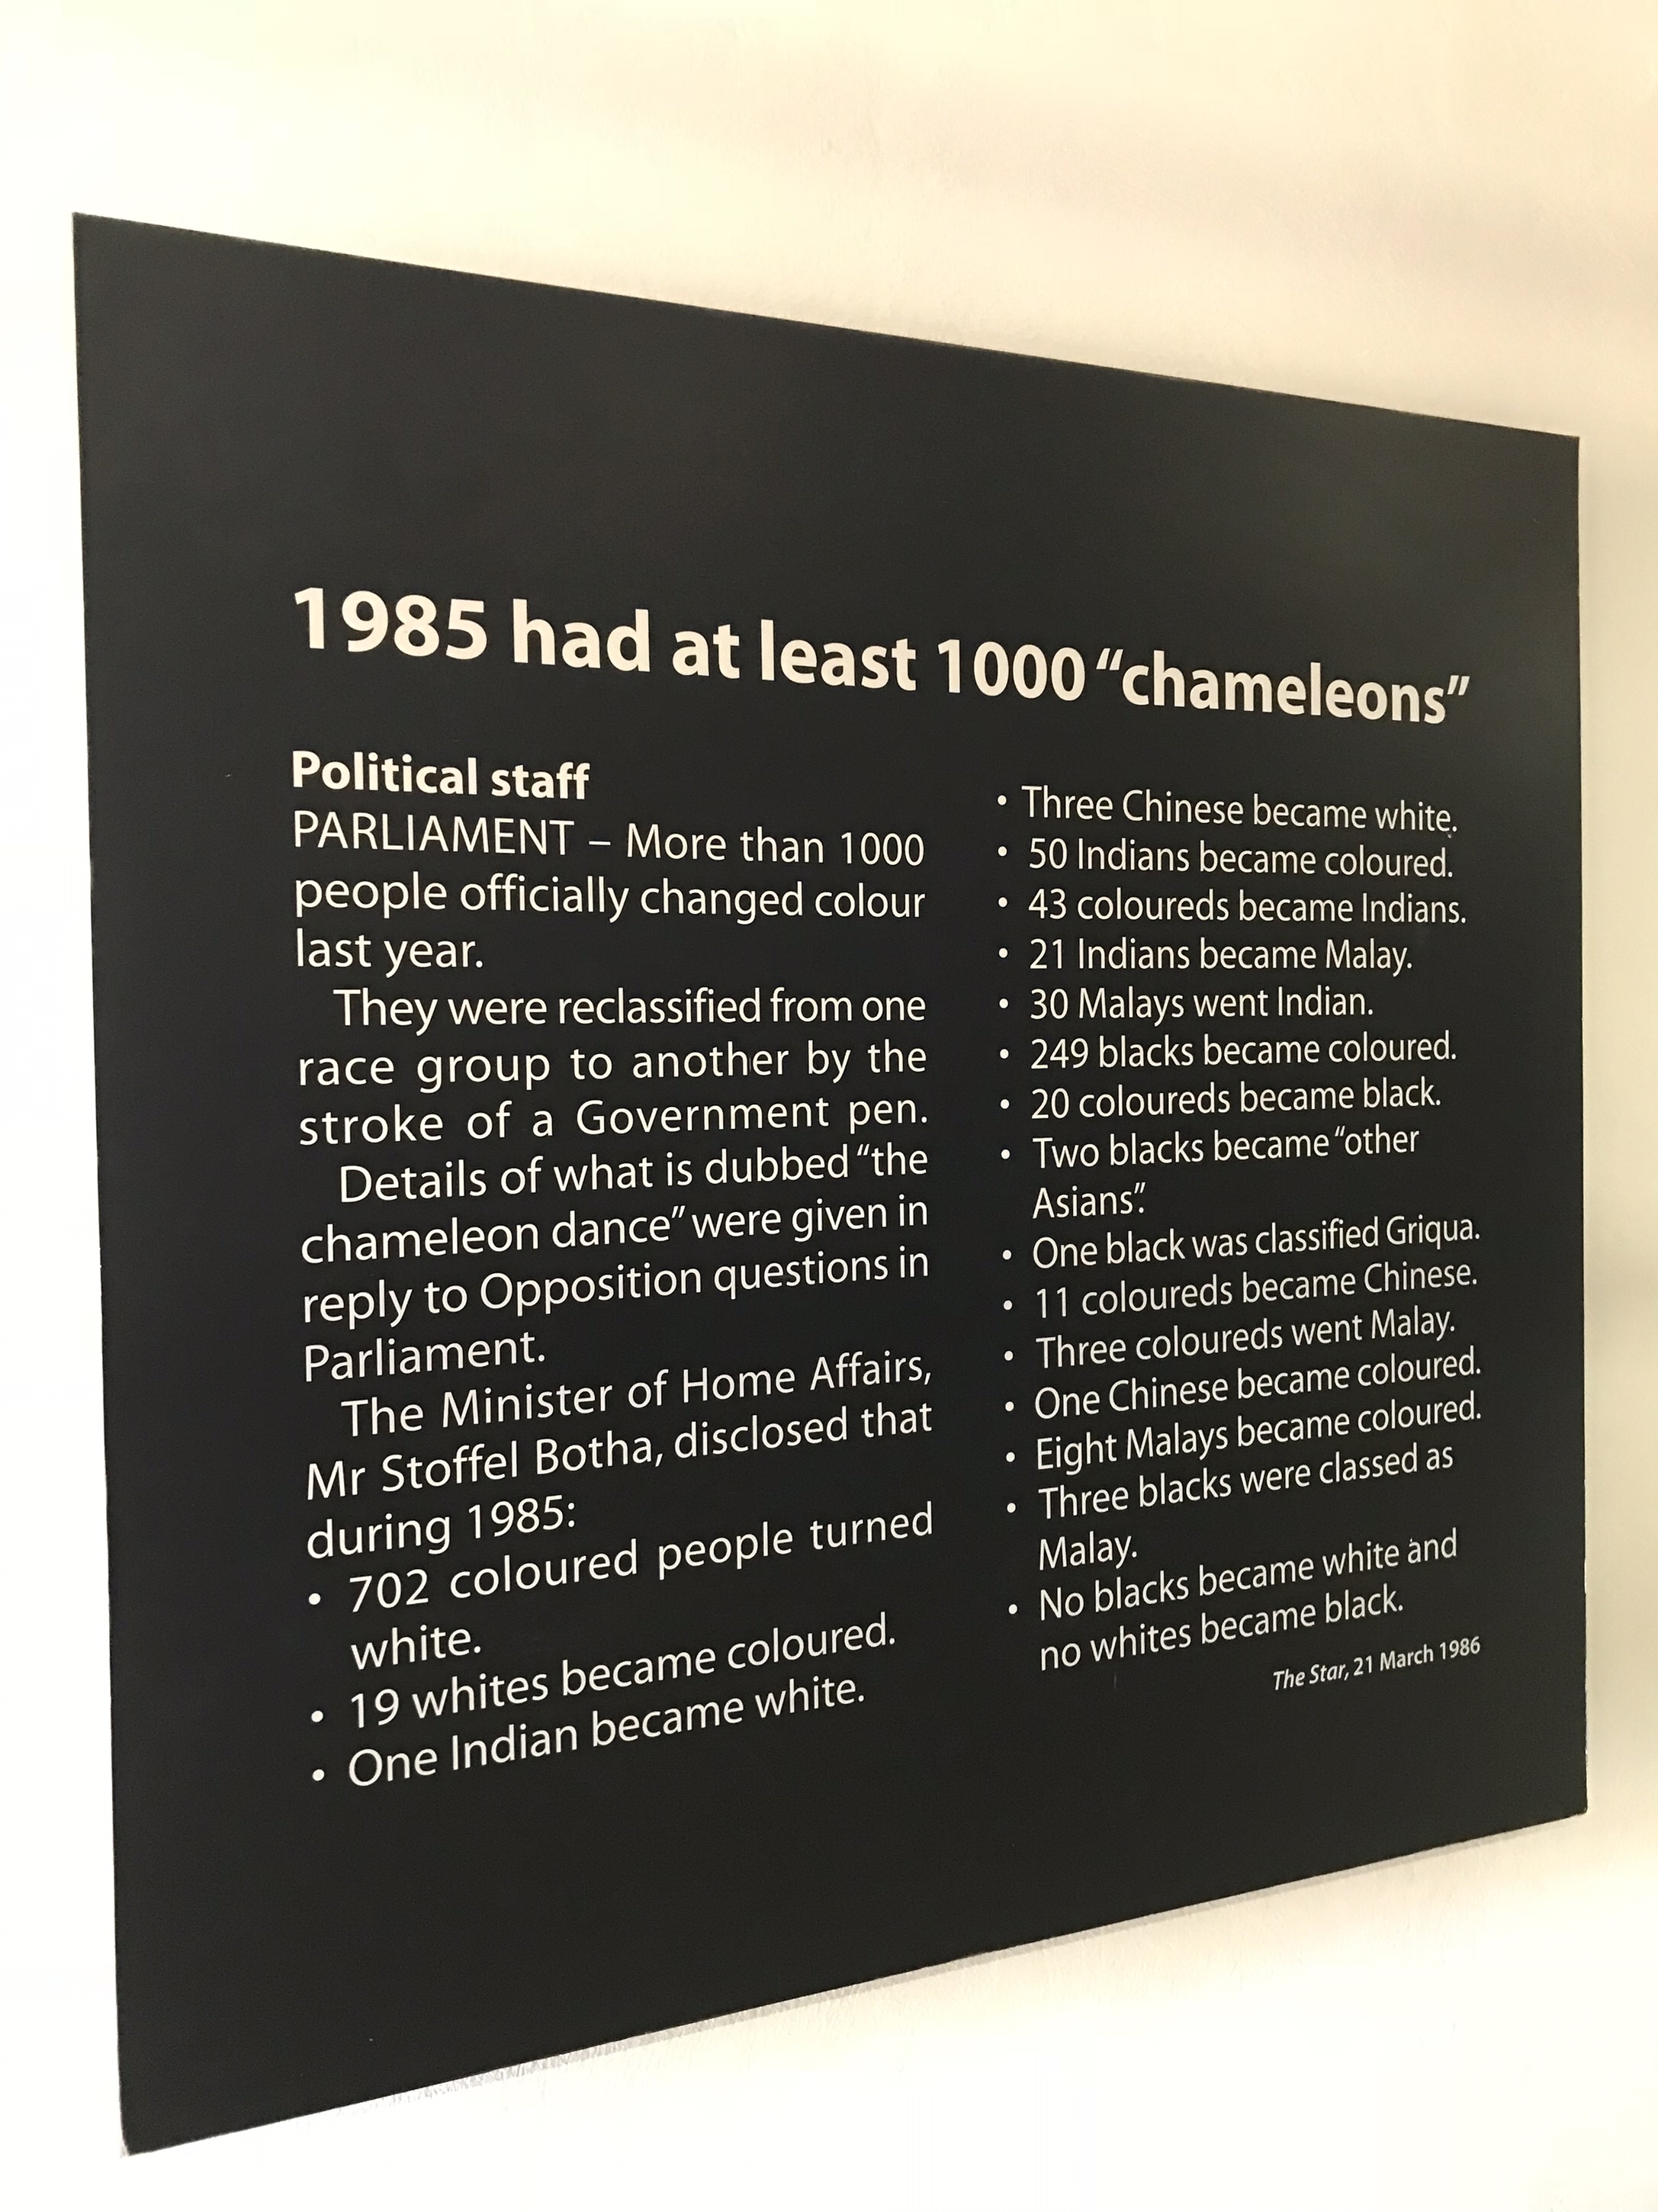 1985 had at least 1000 “chameleons”
Political staff
PARLIAMENT – More than 1000
people officially changed colour
last year.
They were reclassified from one
race group to another by the
stroke of a Government pen.
Details of what is dubbed “the
chameleon dance” were given in
reply to Opposition questions in
Parliament.
The Minister of Home Affairs,
Mr Stoffel Botha, disclosed that
during 1985:
• 702 coloured people turned
white.
• 19 whites became coloured.
• One Indian became white.
• Three Chinese became white.
• 50 Indians became coloured.
• 43 coloureds became Indians.
• 21 Indians became Malay.
• 30 Malays went Indian.
• 249 blacks became coloured.
• 20 coloureds became black.
• Two blacks became “other
Asians”.
• One black was classified Griqua.
• 11 coloureds became Chinese.
• Three coloureds went Malay.
• One Chinese became coloured.
• Eight Malays became coloured.
• Three blacks were classed as
Malay.
• No blacks became white and
no whites became black.
The Star, 21 March 1986